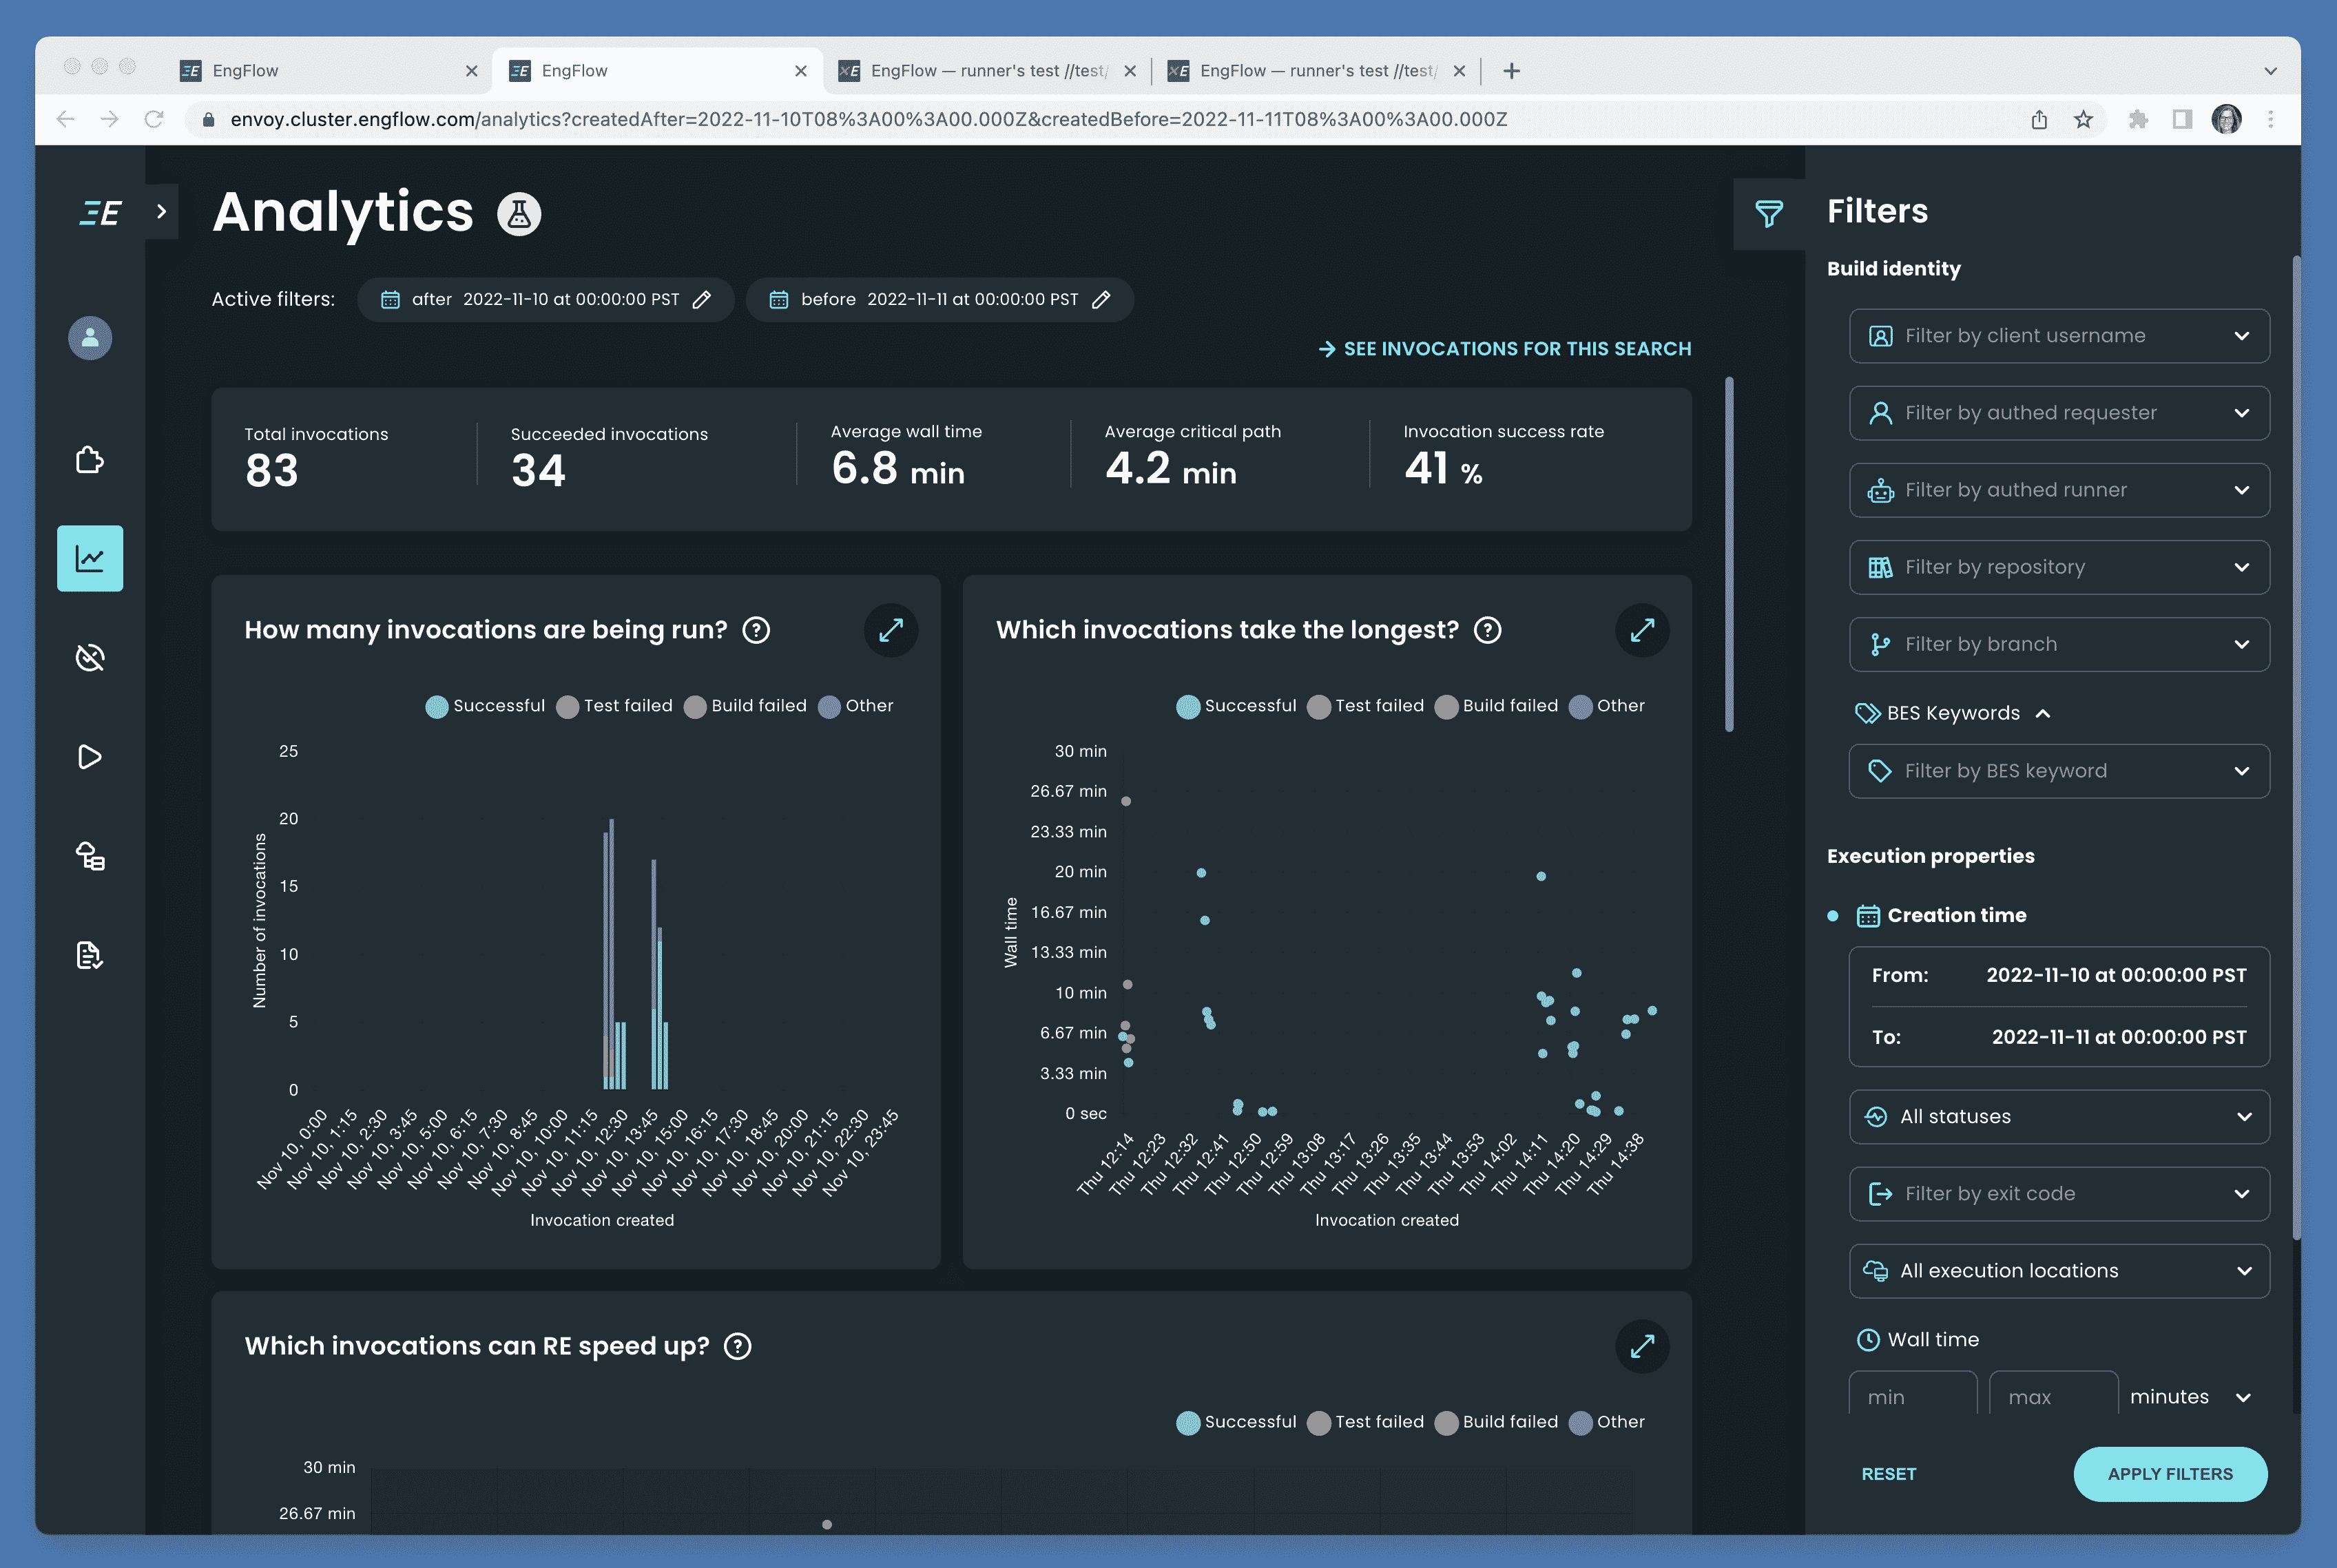 EngFlow
EngFlow
EngFlow — runner's test //test/
EngFlow — runner's test //test/
envoy.cluster.engflow.com/analytics?createdAfter=2022-11-10T08%3A00%3A00.000Z&createdBefore=2022-11-11T08%3A00%3A00.000Z
Analytics
Active filters:
after 2022-11-10 at 00:00:00 PST
before 2022-11-11 at 00:00:00 PST
SEE INVOCATIONS FOR THIS SEARCH
Total invocations
83
Succeeded invocations
34
Average wall time
6.8 min
Average critical path
4.2 min
Invocation success rate
41 %
How many invocations are being run?
Successful Test failed Build failed Other
25
20
15
10
5
0
Number of invocations
Nov 10, 0:00
Nov 10, 1:15
Nov 10, 2:30
Nov 10, 3:45
Nov 10, 5:00
Nov 10, 6:15
Nov 10, 7:30
Nov 10, 8:45
Nov 10, 10:00
Nov 10, 11:15
Nov 10, 12:30
Nov 10, 13:45
Nov 10, 15:00
Nov 10, 16:15
Nov 10, 17:30
Nov 10, 18:45
Nov 10, 20:00
Nov 10, 21:15
Nov 10, 22:30
Nov 10, 23:45
Invocation created
Which invocations take the longest?
Successful Test failed Build failed Other
30 min
26.67 min
23.33 min
20 min
16.67 min
13.33 min
10 min
6.67 min
3.33 min
0 sec
Wall time
Thu 12:14
Thu 12:23
Thu 12:32
Thu 12:41
Thu 12:50
Thu 12:59
Thu 13:08
Thu 13:17
Thu 13:26
Thu 13:35
Thu 13:44
Thu 13:53
Thu 14:02
Thu 14:11
Thu 14:20
Thu 14:29
Thu 14:38
Invocation created
Which invocations can RE speed up?
Successful Test failed Build failed Other
30 min
26.67 min
Filters
Build identity
Filter by client username
Filter by authed requester
Filter by authed runner
Filter by repository
Filter by branch
BES Keywords
Filter by BES keyword
Execution properties
Creation time
From: 2022-11-10 at 00:00:00 PST
To: 2022-11-11 at 00:00:00 PST
All statuses
Filter by exit code
All execution locations
Wall time
min
max
minutes
RESET
APPLY FILTERS